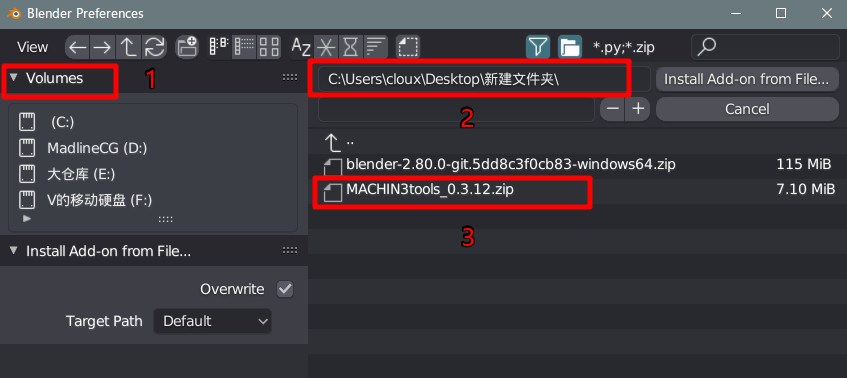 Blender Preferences
View
*.py;*.zip
Volumes
1
C:\Users\cloux\Desktop\新建文件夹\
Install Add-on from File...
2
Cancel
(C:)
MadlineCG (D:)
大仓库 (E:)
V的移动硬盘 (F:)
..
blender-2.80.0-git.5dd8c3f0cb83-windows64.zip 115 MiB
MACHIN3tools_0.3.12.zip 7.10 MiB
3
Install Add-on from File...
Overwrite
Target Path Default